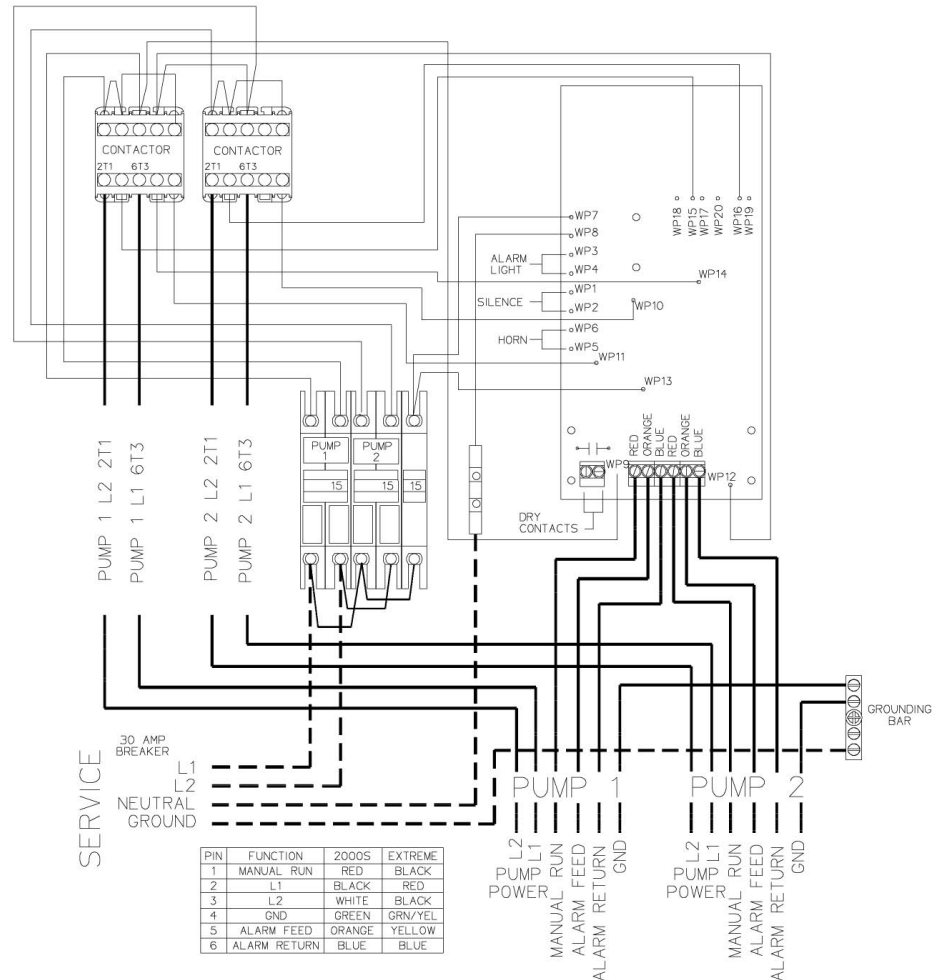 CONTACTOR
2T1 6T3
CONTACTOR
2T1 6T3
WP18
WP15
WP17
WP20
WP16
WP19
WP7
WP8
WP3
ALARM
LIGHT
WP4
WP14
WP1
SILENCE
WP2
WP10
WP6
HORN
WP5
WP11
WP13
RED
ORANGE
BLUE
RED
ORANGE
BLUE
WP9
WP12
DRY
CONTACTS
PUMP
1
PUMP
2
15
15
15
PUMP 1 L2 2T1
PUMP 1 L1 6T3
PUMP 2 L2 2T1
PUMP 2 L1 6T3
GROUNDING
BAR
SERVICE
30 AMP
BREAKER
L1
L2
NEUTRAL
GROUND
PUMP 1
PUMP 2
L2
L1
PUMP
POWER
MANUAL RUN
ALARM FEED
ALARM RETURN
GND
L2
L1
PUMP
POWER
MANUAL RUN
ALARM FEED
ALARM RETURN
GND
PIN FUNCTION 2000S EXTREME
1 MANUAL RUN RED BLACK
2 L1 BLACK RED
3 L2 WHITE BLACK
4 GND GREEN GRN/YEL
5 ALARM FEED ORANGE YELLOW
6 ALARM RETURN BLUE BLUE